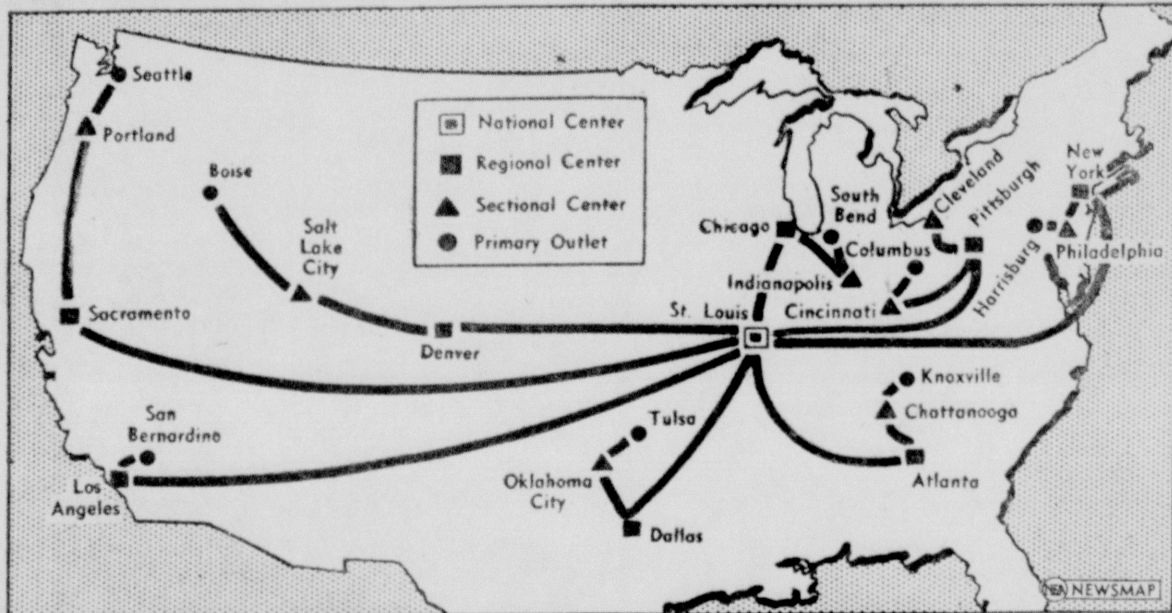 Seattle
Portland
Boise
Salt
Lake
City
Sacramento
Denver
San
Bernardino
Los
Angeles
National Center
Regional Center
Sectional Center
Primary Outlet
Chicago
South
Bend
Columbus
Indianapolis
Cincinnati
St. Louis
Cleveland
Pittsburgh
New
York
Harrisburg
Philadelphia
Knoxville
Chattanooga
Atlanta
Tulsa
Oklahoma
City
Dallas
NEA NEWSMAP